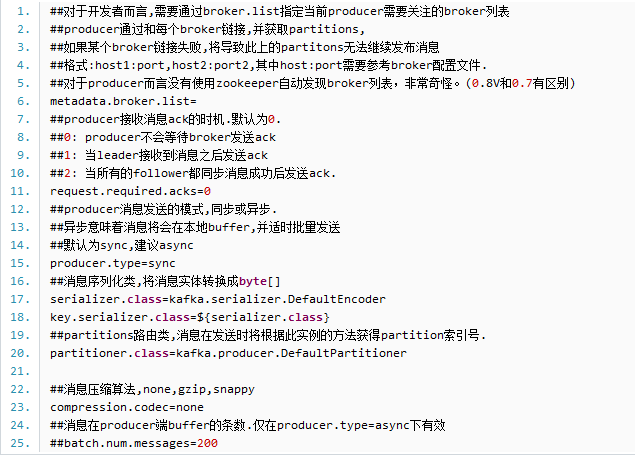 1. ##对于开发者而言,需要通过broker.list指定当前producer需要关注的broker列表
2. ##producer通过和每个broker链接,并获取partitions,
3. ##如果某个broker链接失败,将导致此上的partitons无法继续发布消息
4. ##格式:host1:port,host2:port2,其中host:port需要参考broker配置文件.
5. ##对于producer而言没有使用zookeeper自动发现broker列表，非常奇怪。(0.8V和0.7有区别)
6. metadata.broker.list=
7. ##producer接收消息ack的时机.默认为0.
8. ##0: producer不会等待broker发送ack
9. ##1: 当leader接收到消息之后发送ack
10. ##2: 当所有的follower都同步消息成功后发送ack.
11. request.required.acks=0
12. ##producer消息发送的模式,同步或异步.
13. ##异步意味着消息将会在本地buffer,并适时批量发送
14. ##默认为sync,建议async
15. producer.type=sync
16. ##消息序列化类,将消息实体转换成byte[]
17. serializer.class=kafka.serializer.DefaultEncoder
18. key.serializer.class=${serializer.class}
19. ##partitions路由类,消息在发送时将根据此实例的方法获得partition索引号.
20. partitioner.class=kafka.producer.DefaultPartitioner
21.
22. ##消息压缩算法,none,gzip,snappy
23. compression.codec=none
24. ##消息在producer端buffer的条数.仅在producer.type=async下有效
25. ##batch.num.messages=200